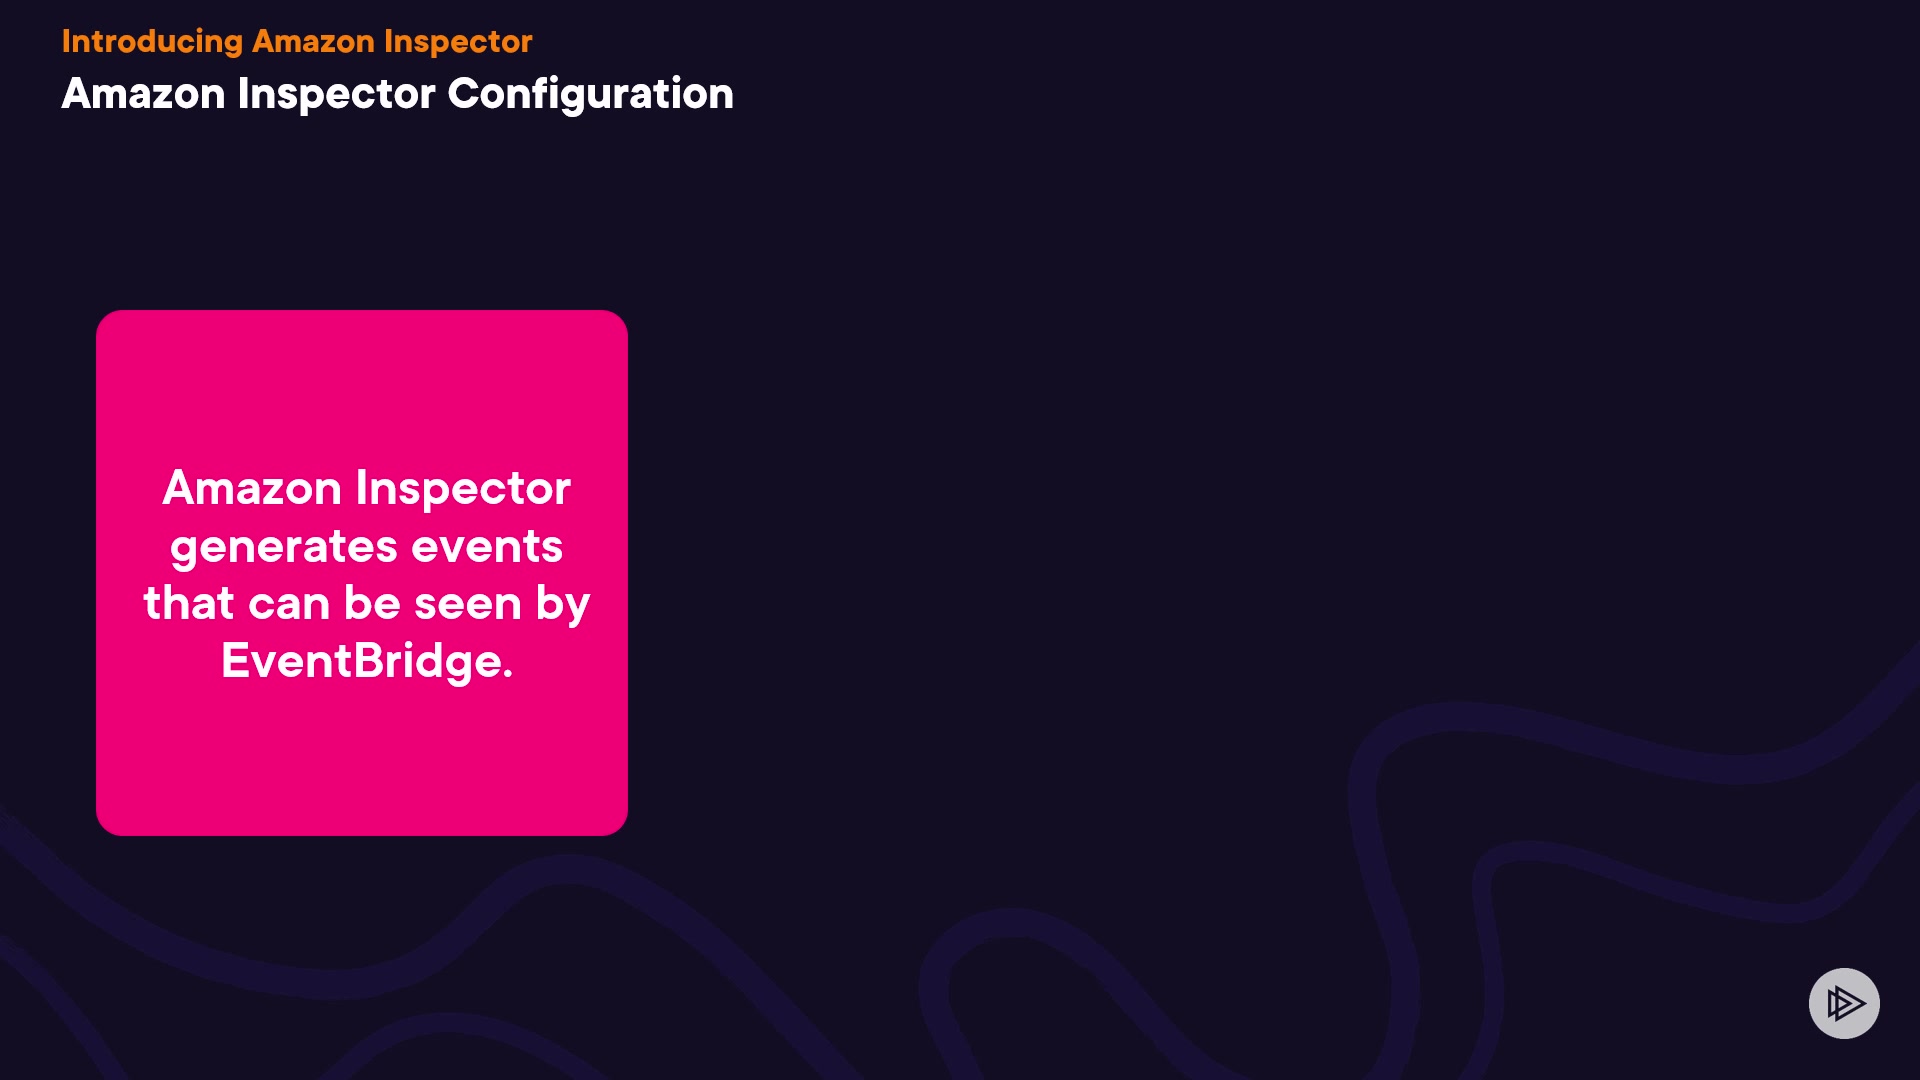 Introducing Amazon Inspector
Amazon Inspector Configuration
Amazon Inspector
generates events
that can be seen by
EventBridge.